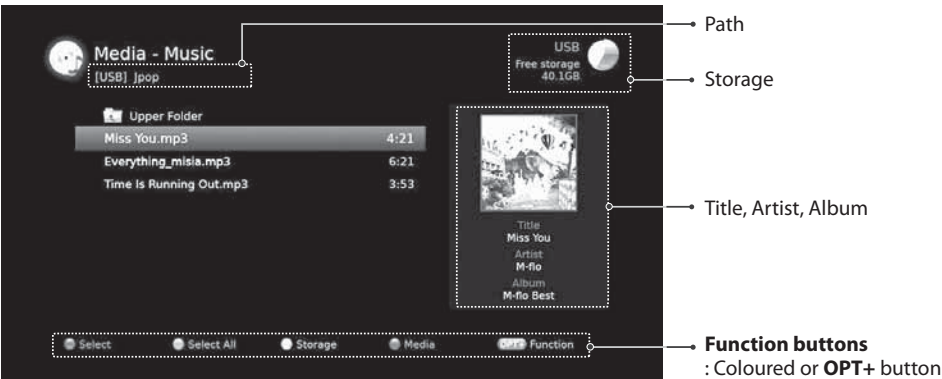 Media - Music
[USB] Jpop
USB
Free storage
40.1GB
Path
Storage
Upper Folder
Miss You.mp3 4:21
Everything_misia.mp3 6:21
Time Is Running Out.mp3 3:53
Title
Miss You
Artist
M-flo
Album
M-flo Best
Title, Artist, Album
Select Select All Storage Media OPT+ Function
Function buttons
: Coloured or OPT+ button